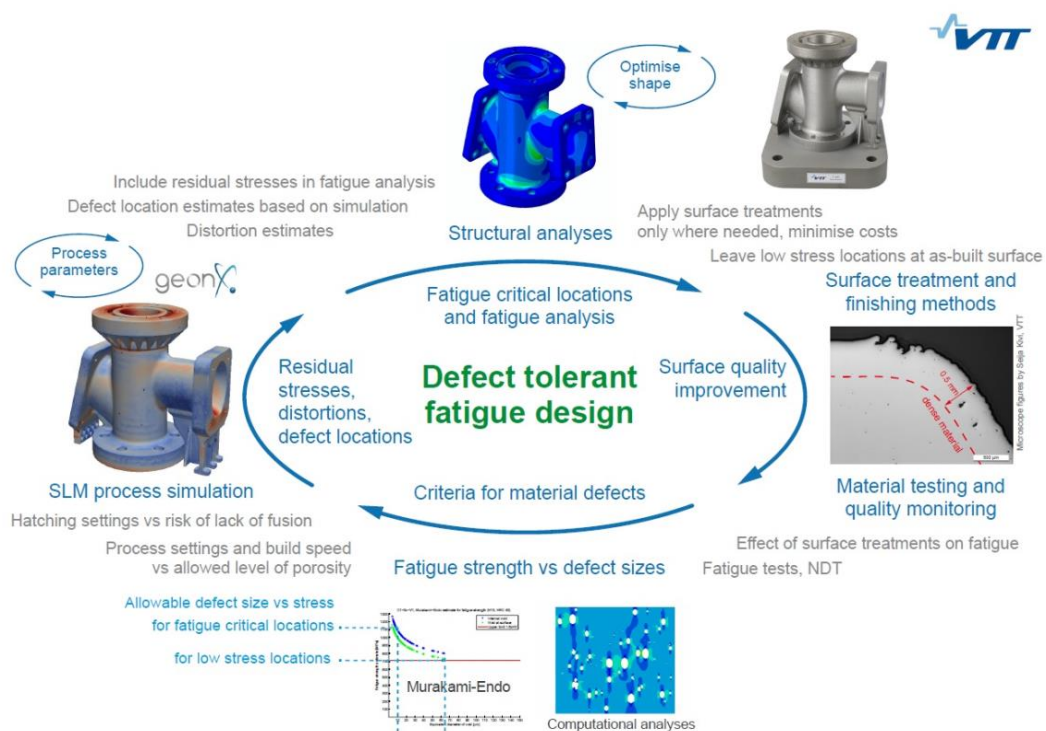 VTT
Optimise
shape
Include residual stresses in fatigue analysis
Defect location estimates based on simulation
Distortion estimates
Structural analyses
Apply surface treatments
only where needed, minimise costs
Leave low stress locations at as-built surface
Process
parameters
geonX
Surface treatment and
finishing methods
Fatigue critical locations
and fatigue analysis
Residual
stresses,
distortions,
defect locations
Defect tolerant
fatigue design
Surface quality
improvement
0.5 mm
dense material
Microscope figures by Seija Kivi, VTT
SLM process simulation
Criteria for material defects
Material testing and
quality monitoring
Hatching settings vs risk of lack of fusion
Process settings and build speed
vs allowed level of porosity
Effect of surface treatments on fatigue
Fatigue tests, NDT
Fatigue strength vs defect sizes
Allowable defect size vs stress
for fatigue critical locations
for low stress locations
Murakami-Endo
Computational analyses